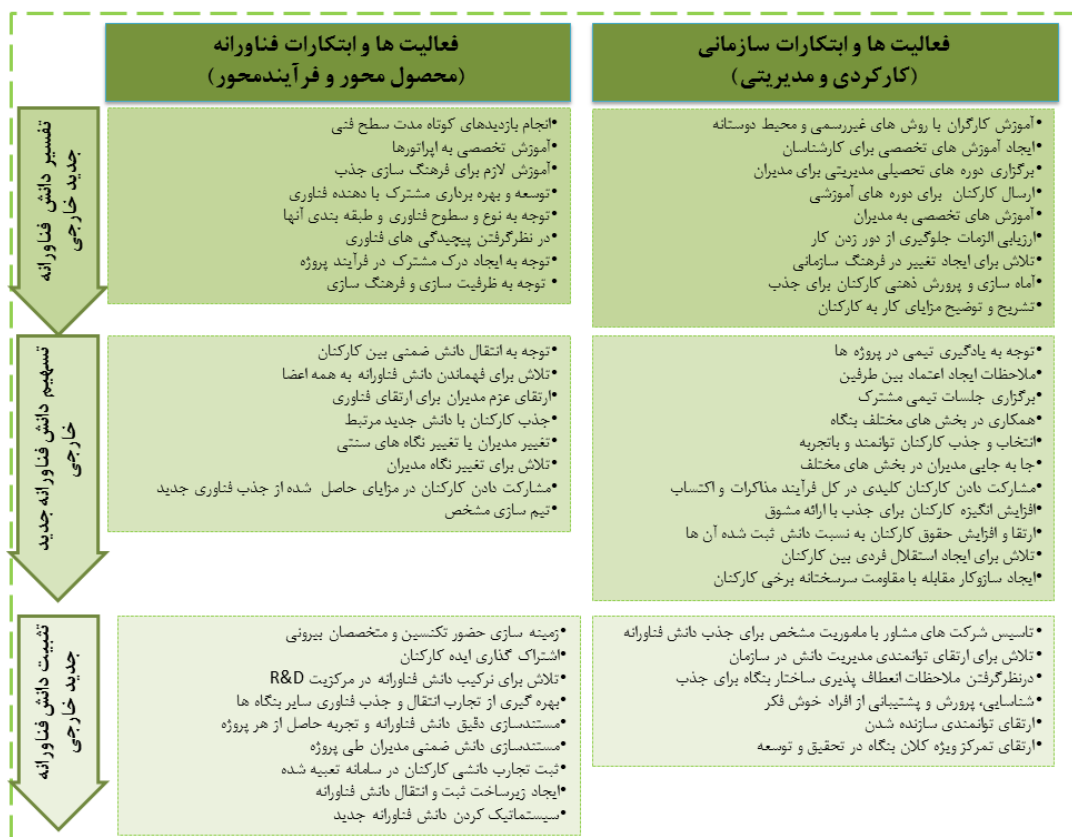 فعالیت ها و ابتکارات سازمانی
(کارکردی و مدیریتی)
فعالیت ها و ابتکارات فناورانه
(محصول محور و فرآیندمحور)
تفسیر دانش فناورانه
جدید خارجی
•آموزش کارگران با روش های غیررسمی و محیط دوستانه
•ایجاد آموزش های تخصصی برای کارشناسان
•برگزاری دوره های تحصیلی مدیریتی برای مدیران
•ارسال کارکنان برای دوره های آموزشی
•آموزش های تخصصی به مدیران
•ارزیابی الزمات جلوگیری از دور زدن کار
•تلاش برای ایجاد تغییر در فرهنگ سازمانی
•آماه سازی و پرورش ذهنی کارکنان برای جذب
•تشریح و توضیح مزایای کار به کارکنان
•انجام بازدیدهای کوتاه مدت سطح فنی
•آموزش تخصصی به اپراتورها
•آموزش لازم برای فرهنگ سازی جذب
•توسعه و بهره برداری مشترک با دهنده فناوری
•توجه به نوع و سطوح فناوری و طبقه بندی آنها
•در نظرگرفتن پیچیدگی های فناوری
•توجه به ایجاد درک مشترک در فرآیند پروژه
• توجه به ظرفیت سازی و فرهنگ سازی
تسهیم دانش فناورانه جدید
خارجی
•توجه به یادگیری تیمی در پروژه ها
•ملاحظات ایجاد اعتماد بین طرفین
•برگزاری جلسات تیمی مشترک
•همکاری در بخش های مختلف بنگاه
•انتخاب و جذب کارکنان توانمند و باتجربه
•جا به جایی مدیران در بخش های مختلف
•مشارکت دادن کارکنان کلیدی در کل فرآیند مذاکرات و اکتساب
•افزایش انگیزه کارکنان برای جذب با ارائه مشوق
•ارتقا و افزایش حقوق کارکنان به نسبت دانش ثبت شده آن ها
•تلاش برای ایجاد استقلال فردی بین کارکنان
•ایجاد سازوکار مقابله با مقاومت سرسختانه برخی کارکنان
•توجه به انتقال دانش ضمنی بین کارکنان
•تلاش برای فهماندن دانش فناورانه به همه اعضا
•ارتقای عزم مدیران برای ارتقای فناوری
•جذب کارکنان با دانش جدید مرتبط
•تغییر مدیران یا تغییر نگاه های سنتی
•تلاش برای تغییر نگاه مدیران
•مشارکت دادن کارکنان در مزایای حاصل شده از جذب فناوری جدید
•تیم سازی مشخص
تثبیت دانش فناورانه
جدید خارجی
•تاسیس شرکت های مشاور با ماموریت مشخص برای جذب دانش فناورانه
•تلاش برای ارتقای توانمندی مدیریت دانش در سازمان
•درنظرگرفتن ملاحظات انعطاف پذیری ساختار بنگاه برای جذب
•شناسایی، پرورش و پشتیبانی از افراد خوش فکر
•ارتقای توانمندی سازنده شدن
•ارتقای تمرکز ویژه کلان بنگاه در تحقیق و توسعه
•زمینه سازی حضور تکنسین و متخصصان بیرونی
•اشتراک گذاری ایده کارکنان
•تلاش برای ترکیب دانش فناورانه در مرکزیت R&D
•بهره گیری از تجارب انتقال و جذب فناوری سایر بنگاه ها
•مستندسازی دقیق دانش فناورانه و تجربه حاصل از هر پروژه
•مستندسازی دانش ضمنی مدیران طی پروژه
•ثبت تجارب دانشی کارکنان در سامانه تعبیه شده
•ایجاد زیرساخت ثبت و انتقال دانش فناورانه
•سیستماتیک کردن دانش فناورانه جدید